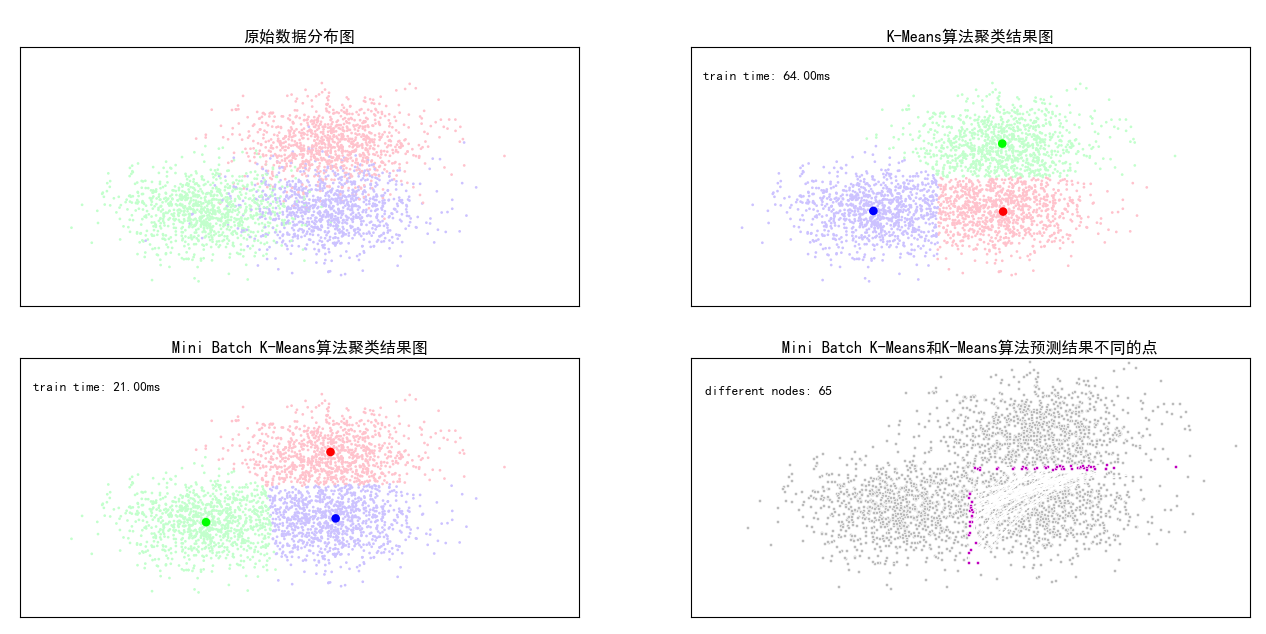 原始数据分布图
K-Means算法聚类结果图
train time: 64.00ms
Mini Batch K-Means算法聚类结果图
train time: 21.00ms
Mini Batch K-Means和K-Means算法预测结果不同的点
different nodes: 65